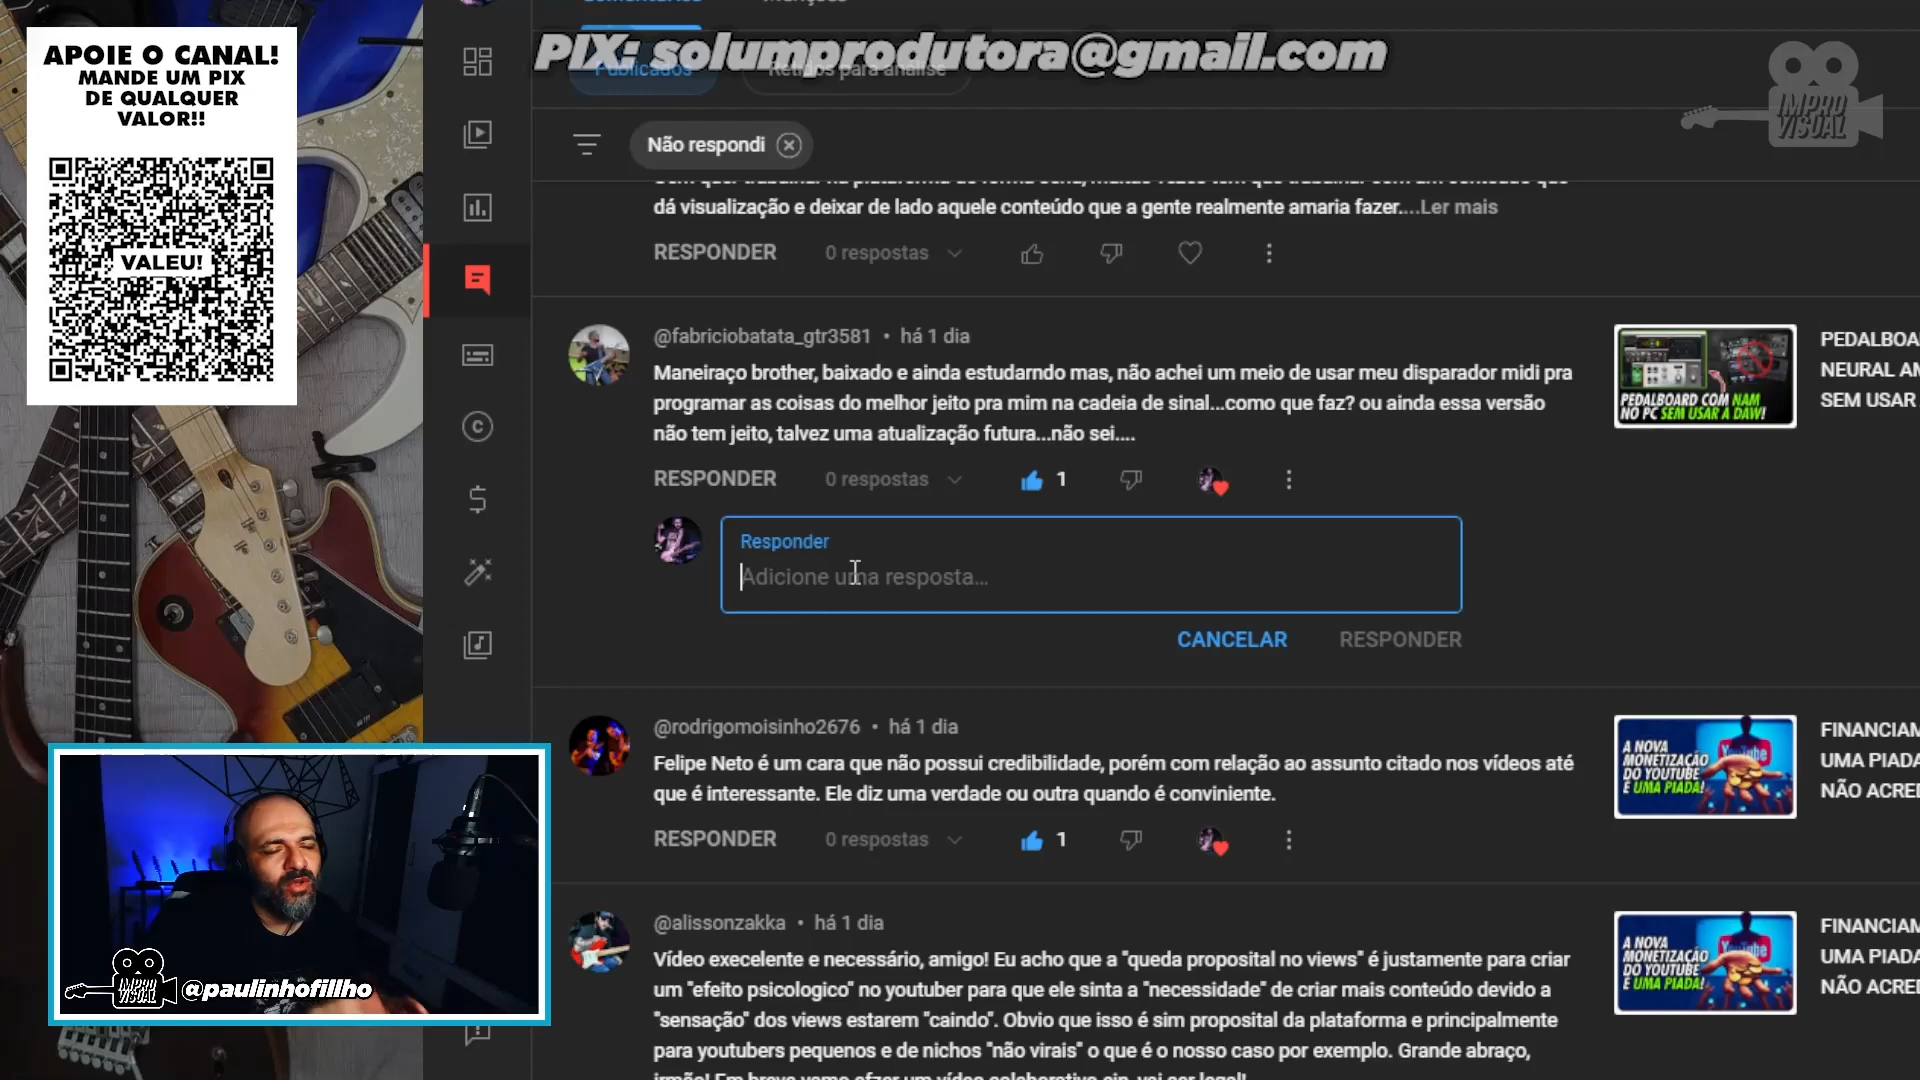 APOIE O CANAL!
MANDE UM PIX
DE QUALQUER
VALOR!!
VALEU!
PIX: solumprodutora@gmail.com
Publicados
Retidos para análise
IMPRO
VISUAL
Não respondi
dá visualização e deixar de lado aquele conteúdo que a gente realmente amaria fazer....Ler mais
RESPONDER 0 respostas
@fabriciobatata_gtr3581 • há 1 dia
Maneiraço brother, baixado e ainda estudarndo mas, não achei um meio de usar meu disparador midi pra
programar as coisas do melhor jeito pra mim na cadeia de sinal...como que faz? ou ainda essa versão
não tem jeito, talvez uma atualização futura...não sei....
RESPONDER 0 respostas 1
PEDALBOARD COM NAM
NO PC SEM USAR A DAW!
PEDALBOA
NEURAL AM
SEM USAR
Responder
Adicione uma resposta...
CANCELAR RESPONDER
@rodrigomoisinho2676 • há 1 dia
Felipe Neto é um cara que não possui credibilidade, porém com relação ao assunto citado nos vídeos até
que é interessante. Ele diz uma verdade ou outra quando é conviniente.
RESPONDER 0 respostas 1
A NOVA
MONETIZAÇÃO
DO YOUTUBE
É UMA PIADA!
YouTube
FINANCIAM
UMA PIADA
NÃO ACRED
@alissonzakka • há 1 dia
Vídeo execelente e necessário, amigo! Eu acho que a "queda proposital no views" é justamente para criar
um "efeito psicologico" no youtuber para que ele sinta a "necessidade" de criar mais conteúdo devido a
"sensação" dos views estarem "caindo". Obvio que isso é sim proposital da plataforma e principalmente
para youtubers pequenos e de nichos "não virais" o que é o nosso caso por exemplo. Grande abraço,
A NOVA
MONETIZAÇÃO
DO YOUTUBE
É UMA PIADA!
YouTube
FINANCIAM
UMA PIADA
NÃO ACRED
IMPRO
VISUAL
@paulinhofillho